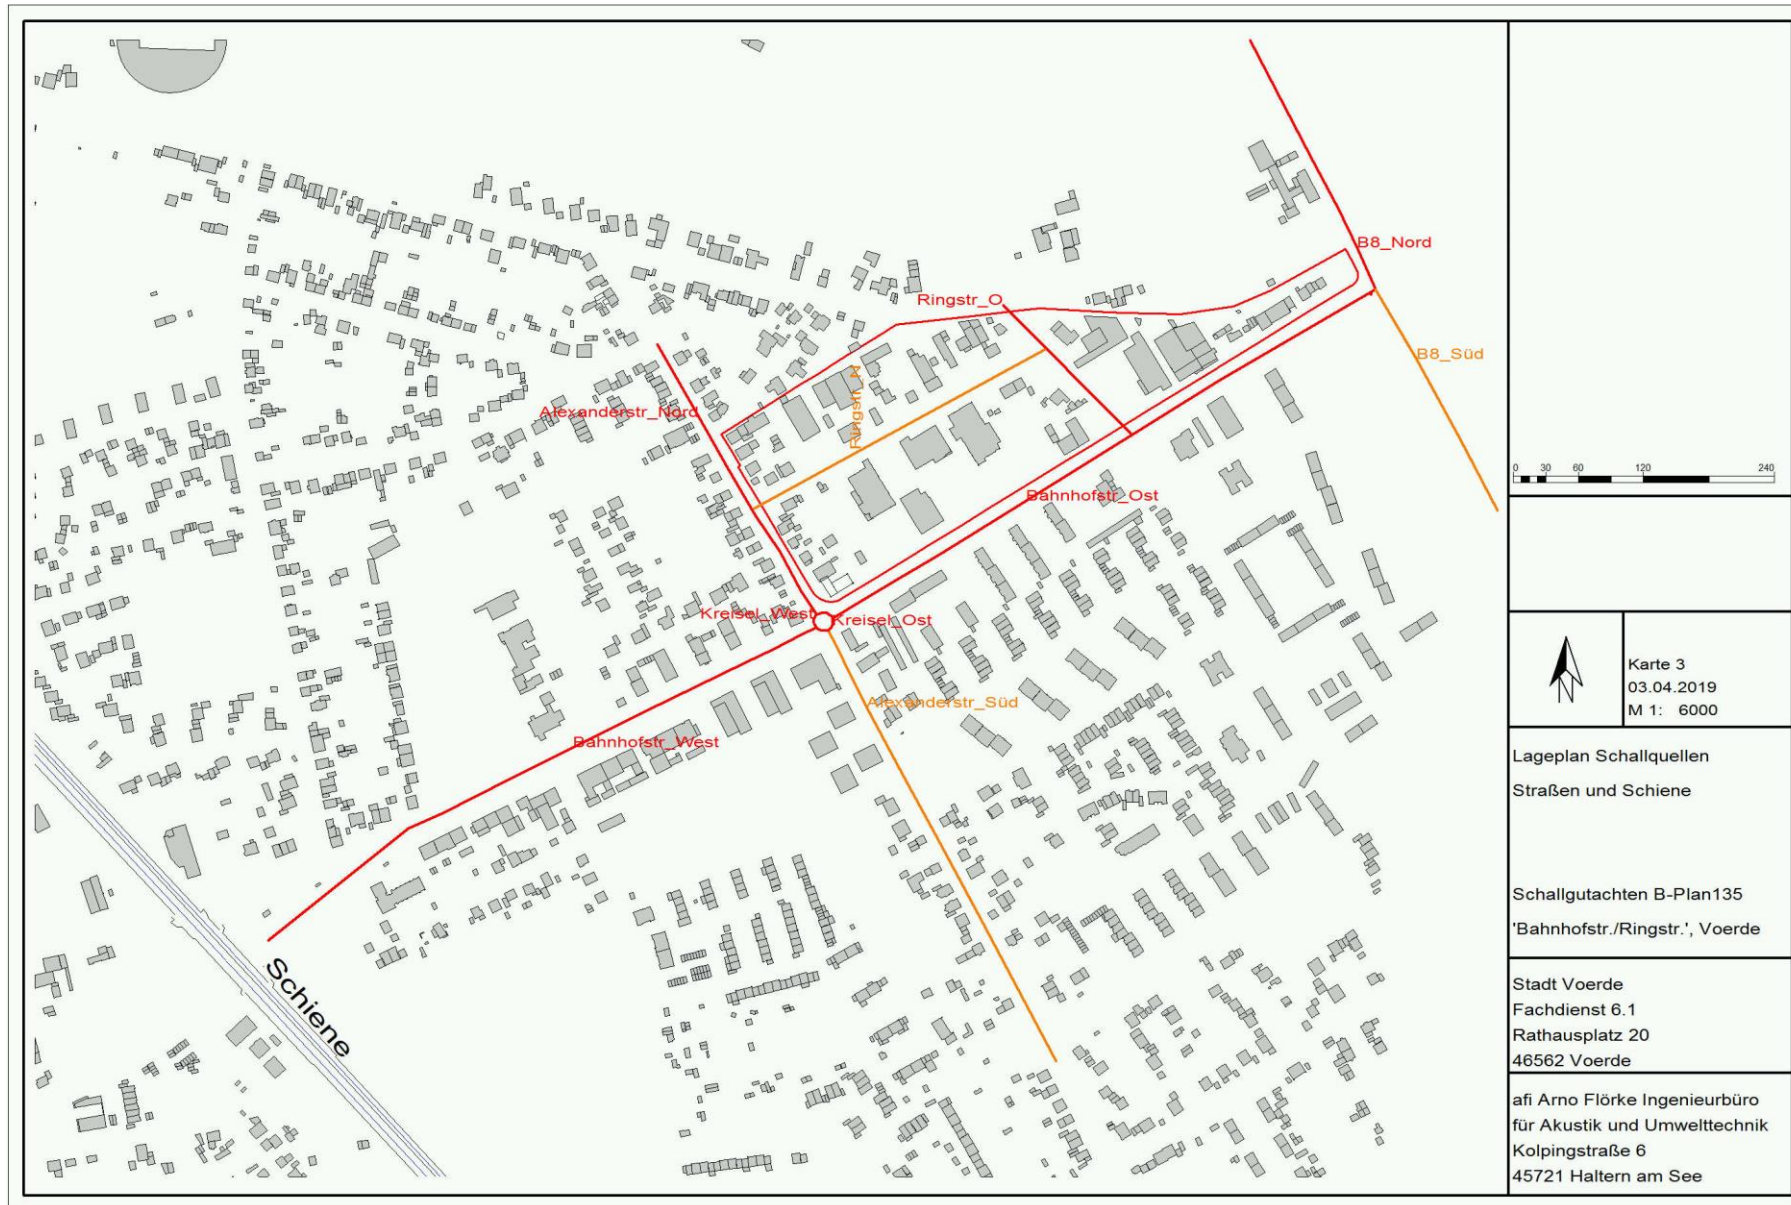 B8_Nord
Ringstr_O
B8_Süd
Ringstr_N
Alexanderstr_Nord
Bahnhofstr_Ost
Kreisel_West
Kreisel_Ost
Alexanderstr_Süd
Bahnhofstr_West
Schiene
0 30 60 120 240
Karte 3
03.04.2019
M 1: 6000
Lageplan Schallquellen
Straßen und Schiene
Schallgutachten B-Plan135
'Bahnhofstr./Ringstr.', Voerde
Stadt Voerde
Fachdienst 6.1
Rathausplatz 20
46562 Voerde
afi Arno Flörke Ingenieurbüro
für Akustik und Umwelttechnik
Kolpingstraße 6
45721 Haltern am See